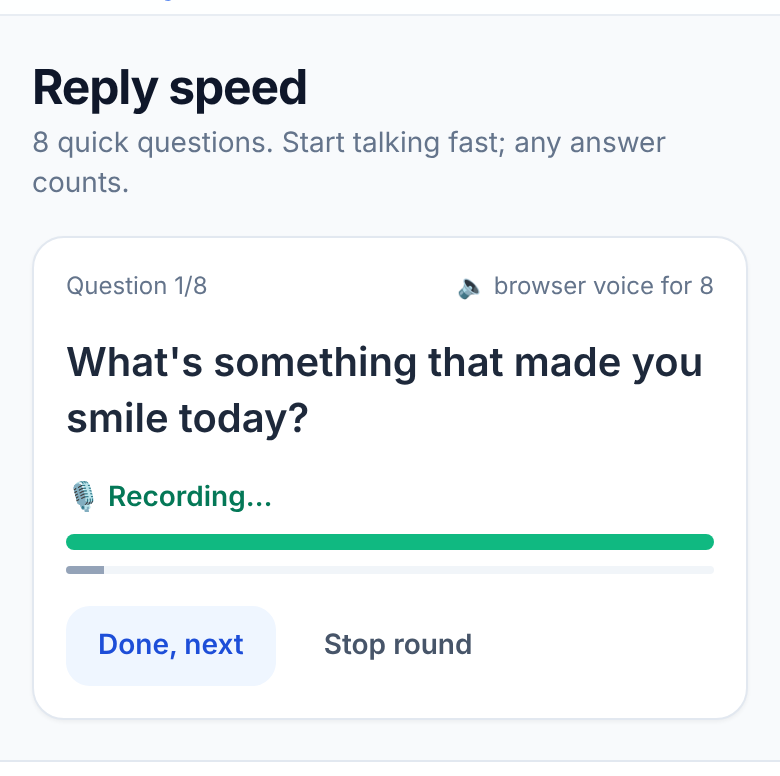 Reply speed
8 quick questions. Start talking fast; any answer
counts.
Question 1/8
🔈 browser voice for 8
What's something that made you
smile today?
🎙️ Recording...
Done, next
Stop round